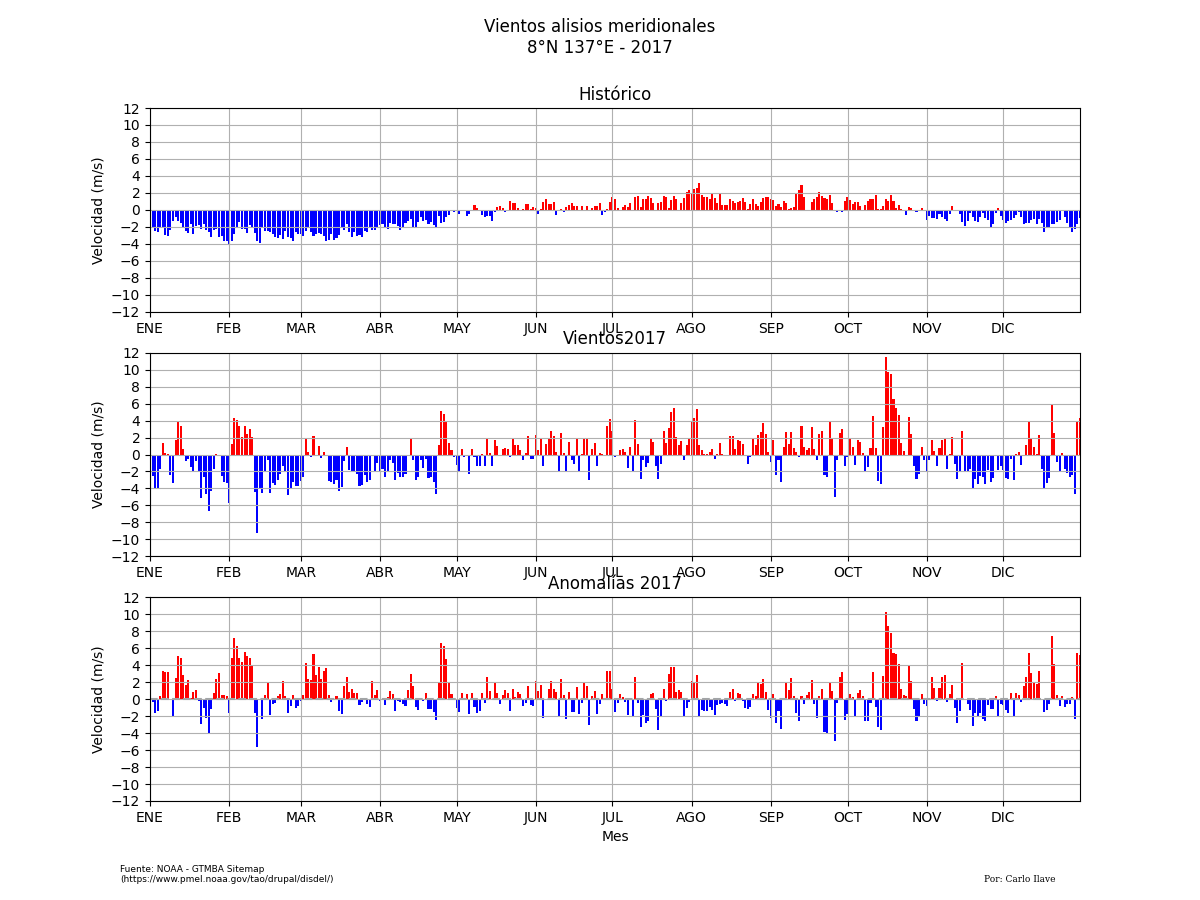 Vientos alisios meridionales
8°N 137°E - 2017
Histórico
12
10
8
6
4
2
0
−2
−4
−6
−8
−10
−12
Velocidad (m/s)
ENE FEB MAR ABR MAY JUN JUL AGO SEP OCT NOV DIC
Vientos2017
12
10
8
6
4
2
0
−2
−4
−6
−8
−10
−12
Velocidad (m/s)
ENE FEB MAR ABR MAY JUN JUL AGO SEP OCT NOV DIC
Anomalías 2017
12
10
8
6
4
2
0
−2
−4
−6
−8
−10
−12
Velocidad (m/s)
ENE FEB MAR ABR MAY JUN JUL AGO SEP OCT NOV DIC
Mes
Fuente: NOAA - GTMBA Sitemap
(https://www.pmel.noaa.gov/tao/drupal/disdel/)
Por: Carlo Ilave